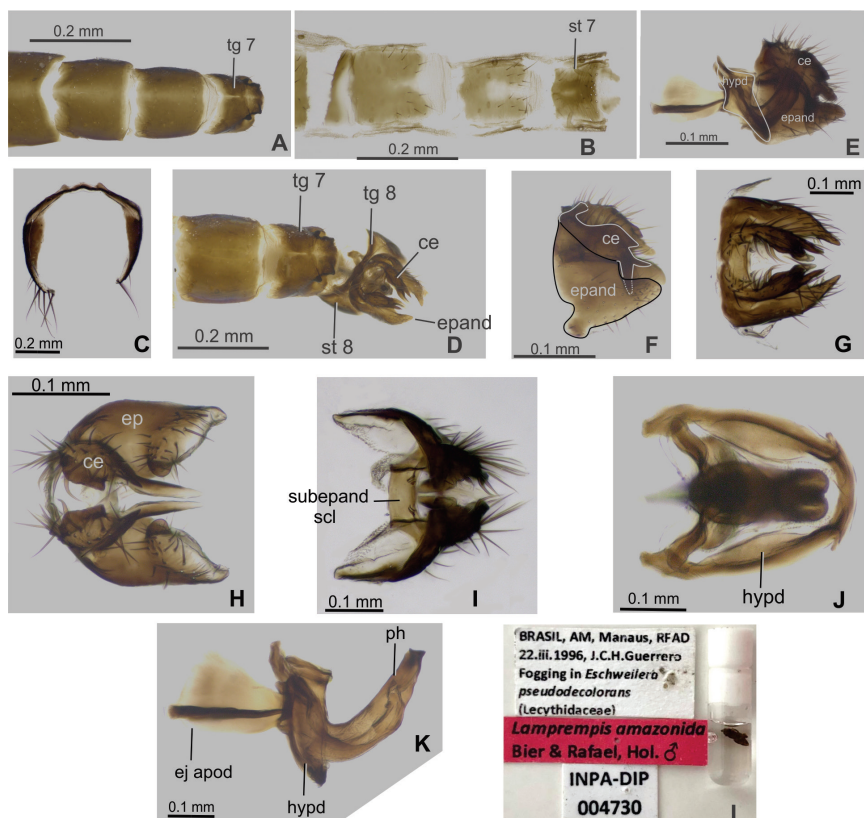 0.2 mm
tg 7
A
st 7
0.2 mm
B
hypd
ce
epand
0.1 mm
E
0.2 mm
C
tg 7
tg 8
ce
epand
st 8
0.2 mm
D
ce
epand
0.1 mm
F
0.1 mm
G
0.1 mm
ep
ce
H
subepand
scl
0.1 mm
I
0.1 mm
hypd
J
ph
K
ej apod
hypd
0.1 mm
BRASIL, AM, Manaus, RFAD
22.iii.1996, J.C.H.Guerrero
Fogging in Eschweilera
pseudodecolorans
(Lecythidaceae)
Lamprempis amazonida
Bier & Rafael, Hol. ♂
INPA-DIP
004730